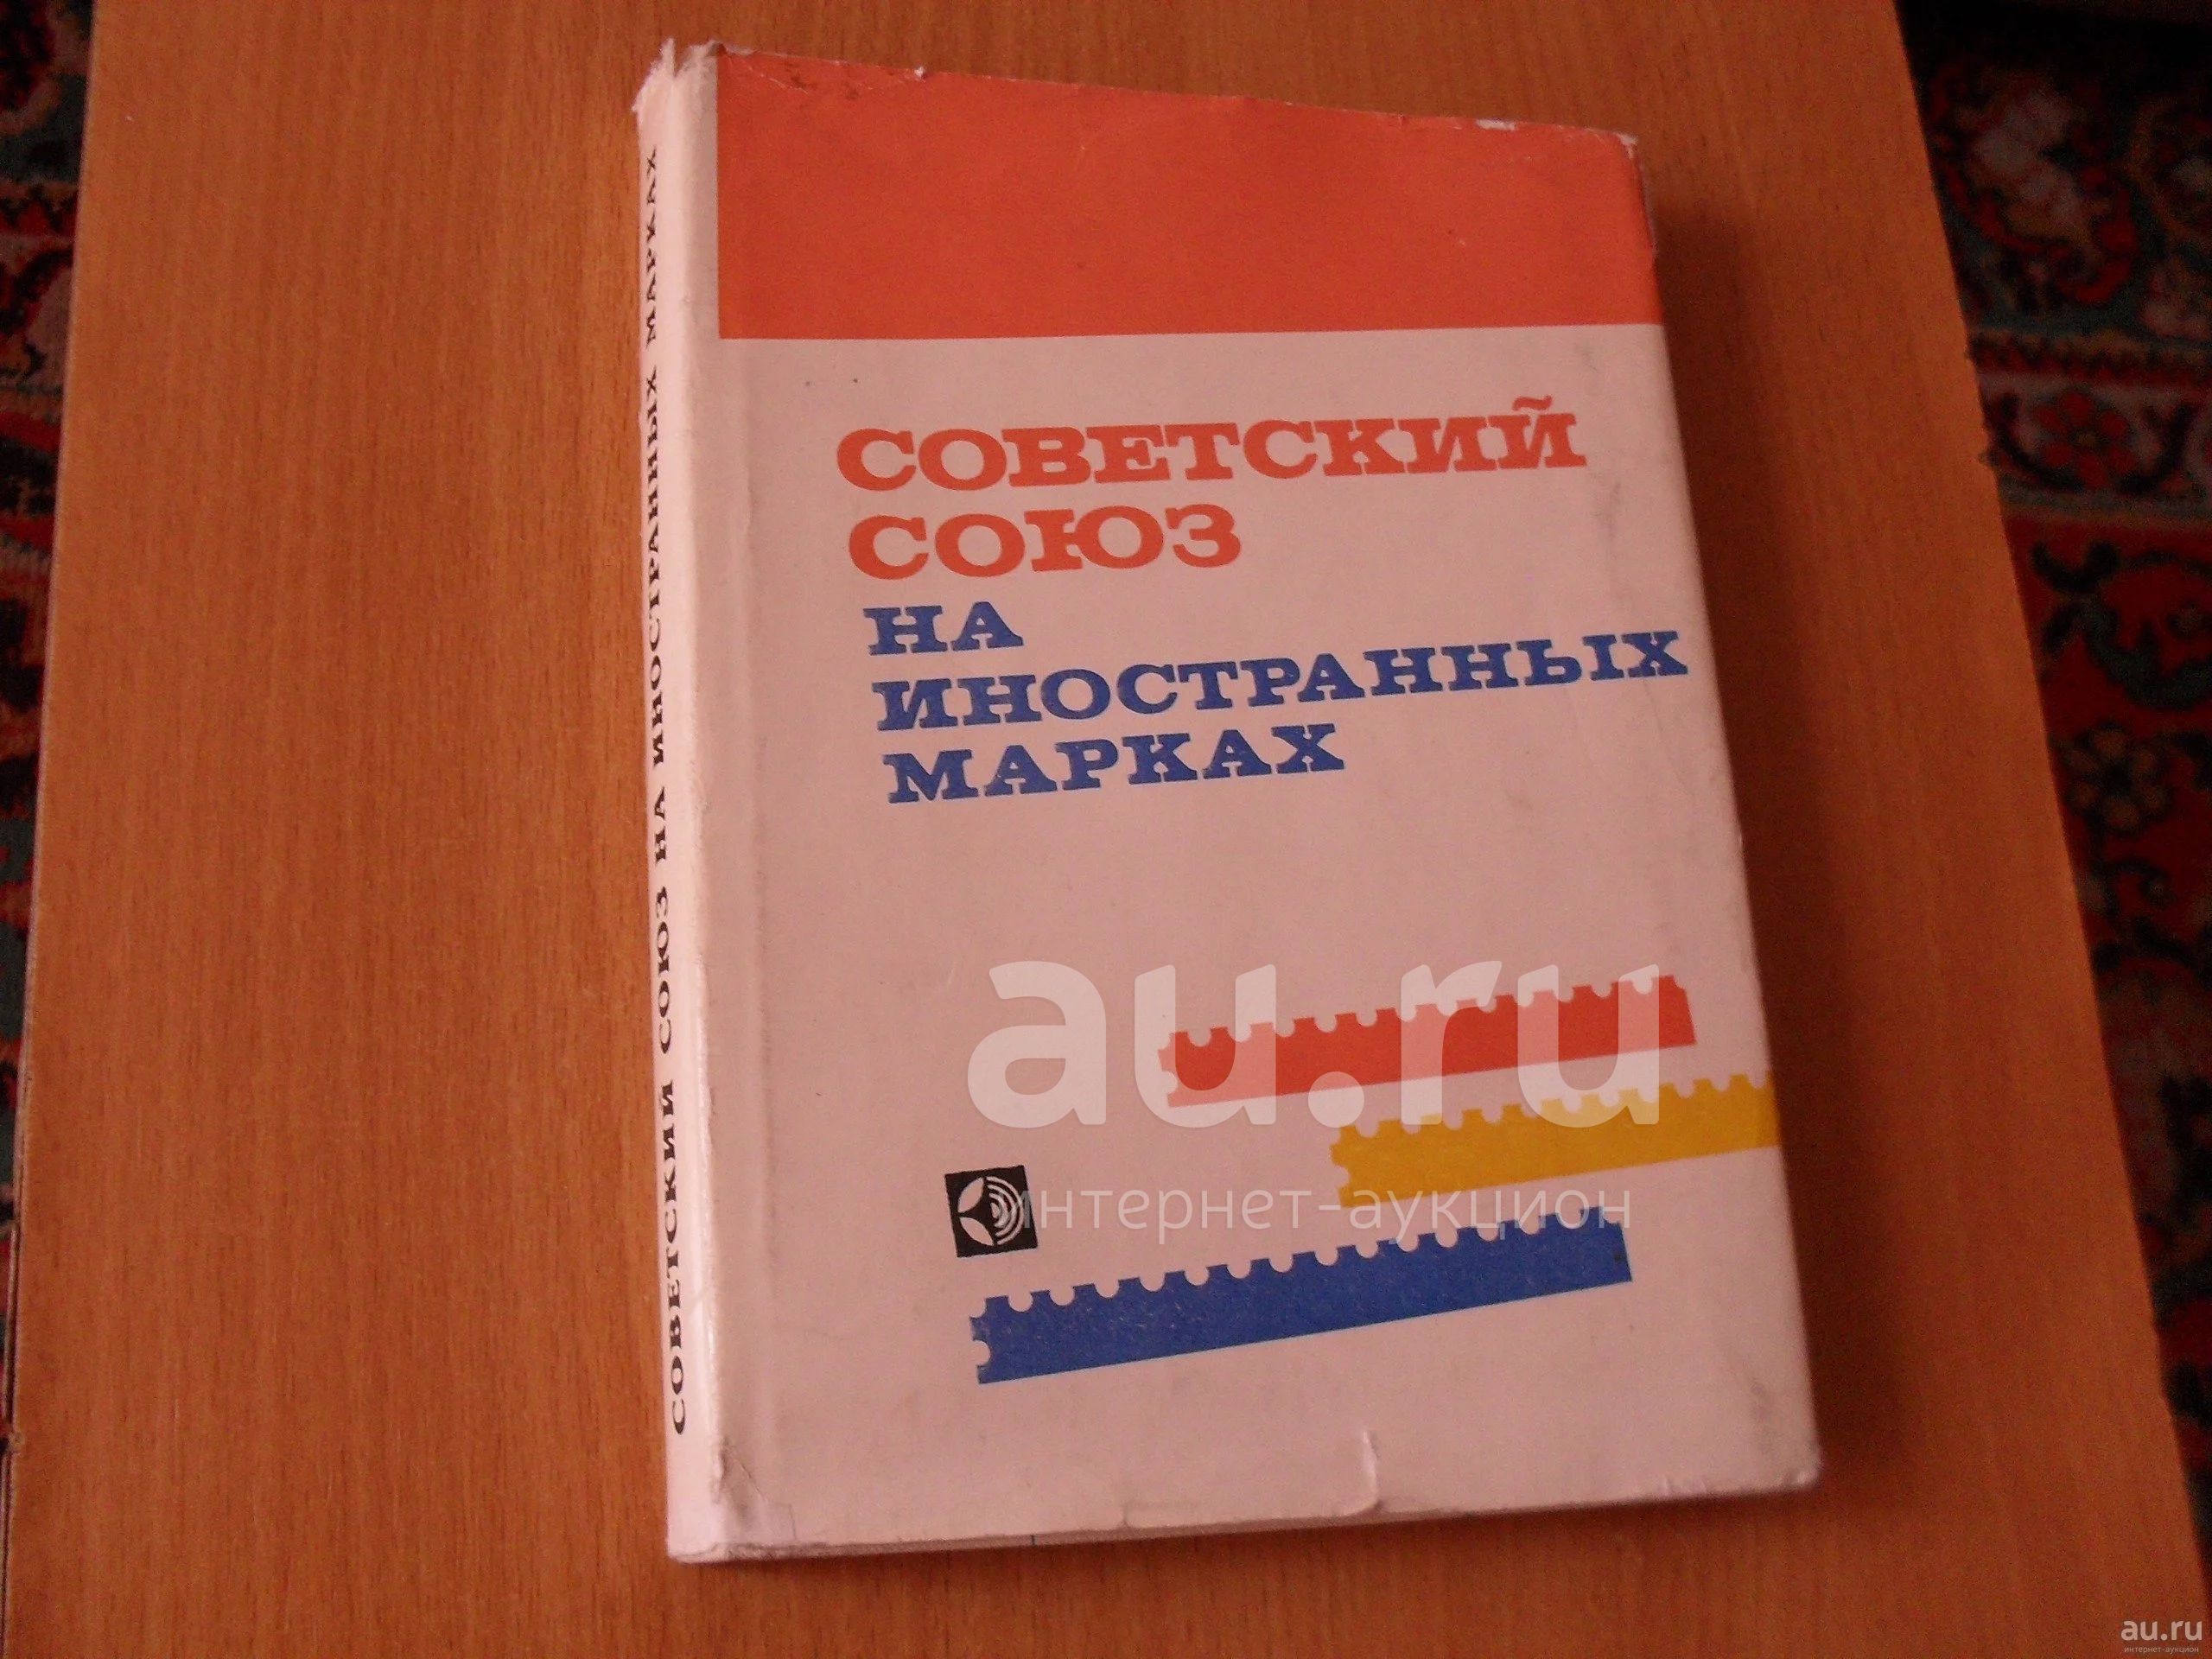 СОВЕТСКИЙ СОЮЗ НА ИНОСТРАННЫХ МАРКАХ
СОВЕТСКИЙ
СОЮЗ
НА
ИНОСТРАННЫХ
МАРКАХ
au.ru
интернет-аукцион
au.ru
интернет-аукцион